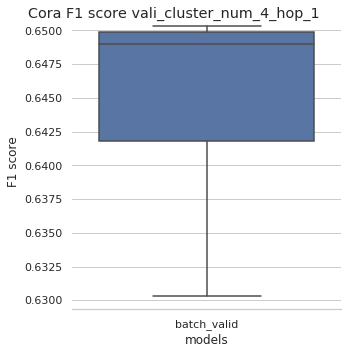 Cora F1 score vali_cluster_num_4_hop_1
0.6500
0.6475
0.6450
0.6425
0.6400
0.6375
0.6350
0.6325
0.6300
F1 score
batch_valid
models